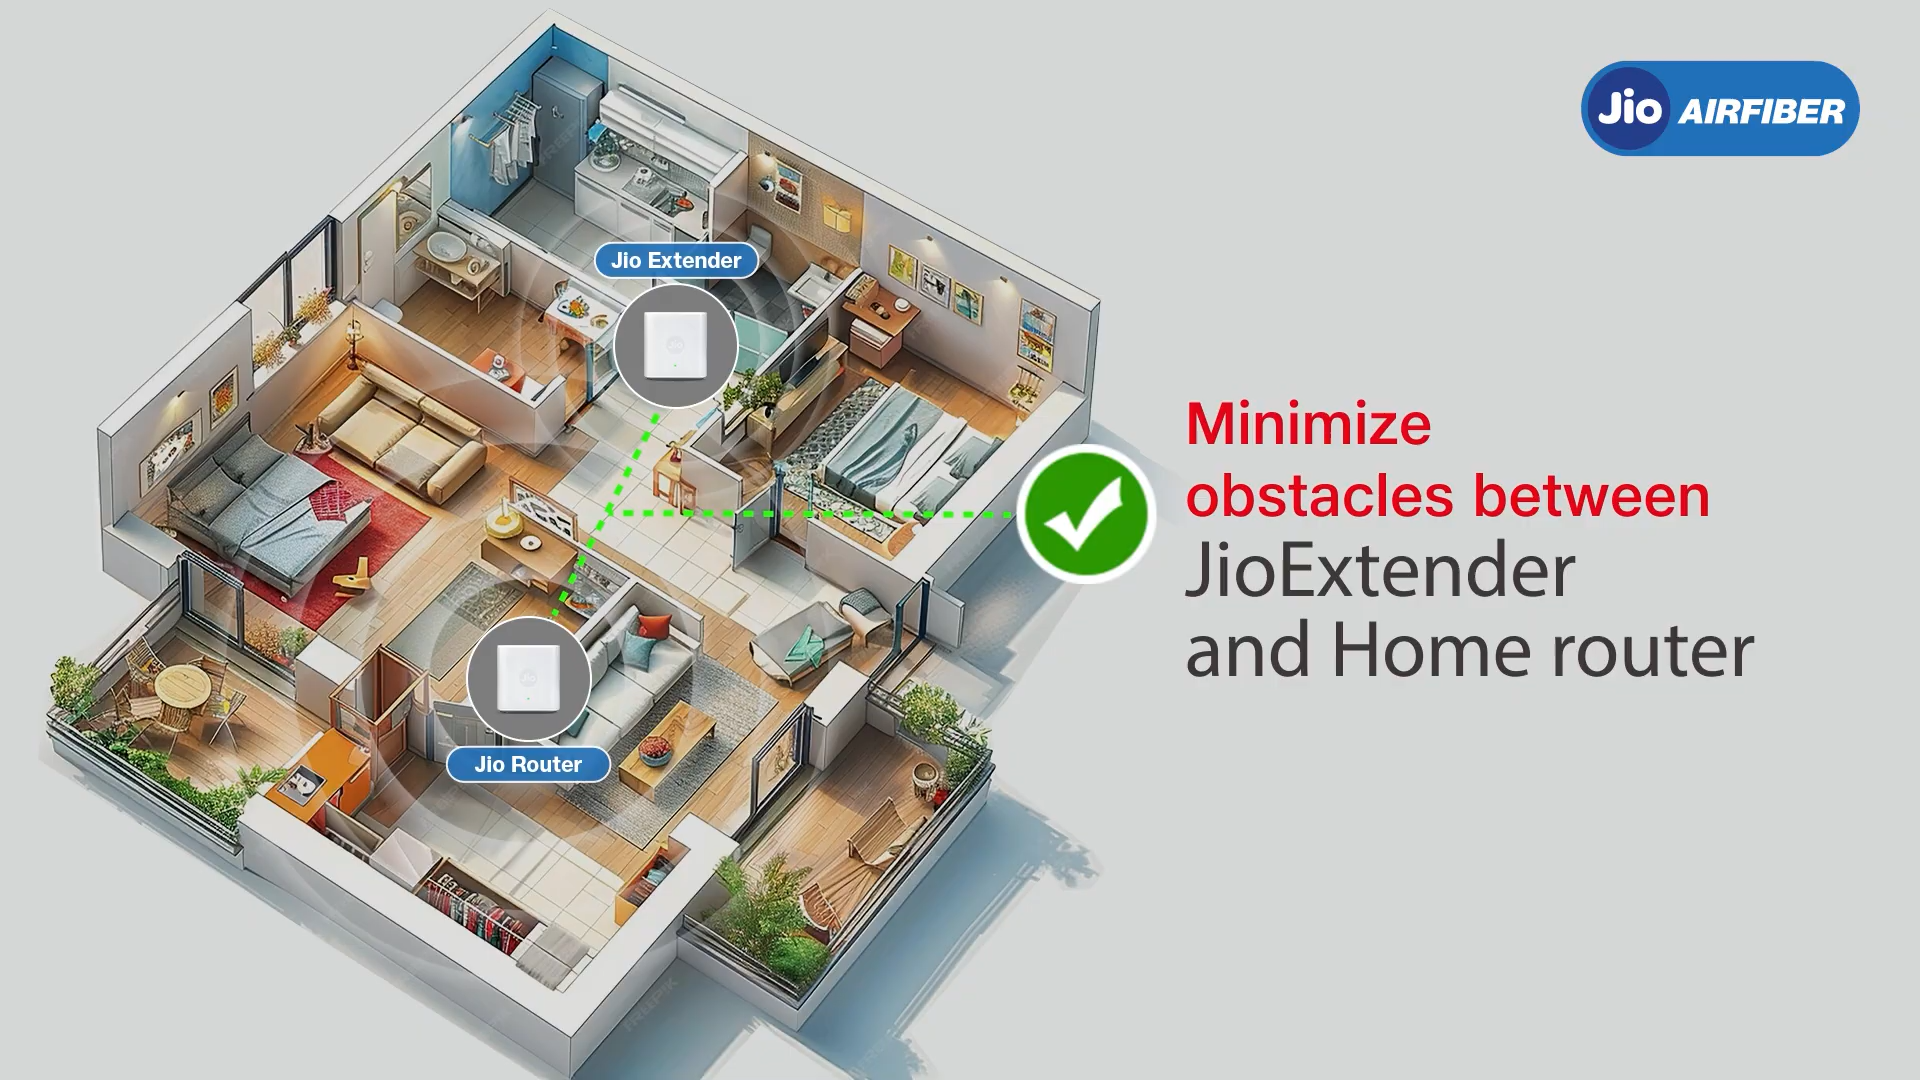 Jio AIRFIBER
Jio Extender
Minimize
obstacles between
JioExtender
and Home router
Jio Router